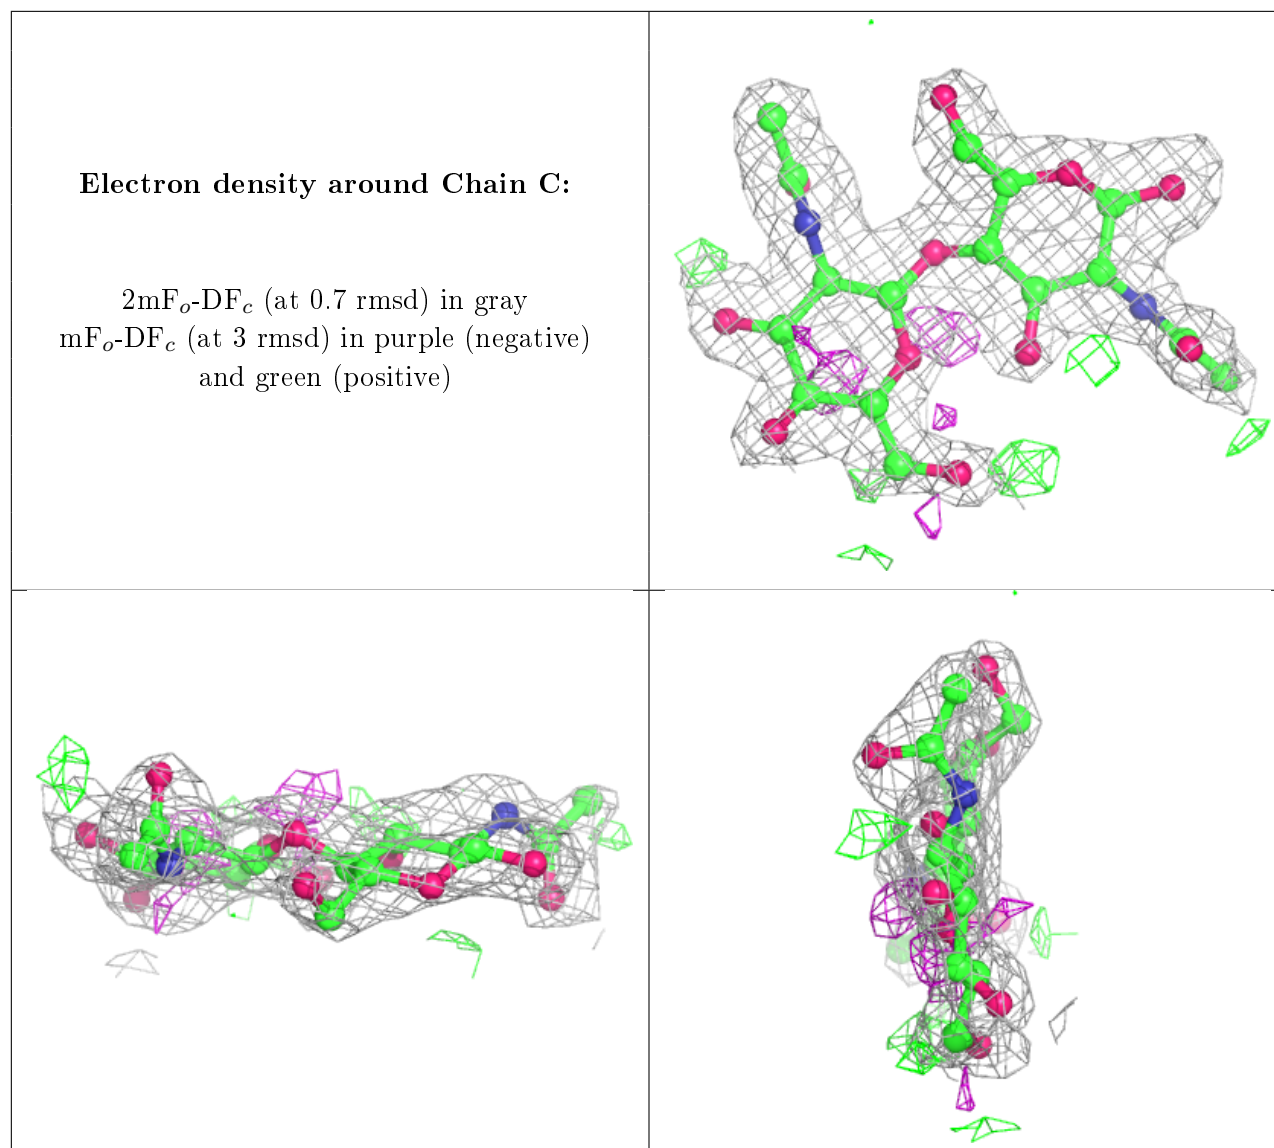 Electron density around Chain C:
2mFₒ-DF𝑐 (at 0.7 rmsd) in gray
mFₒ-DF𝑐 (at 3 rmsd) in purple (negative)
and green (positive)